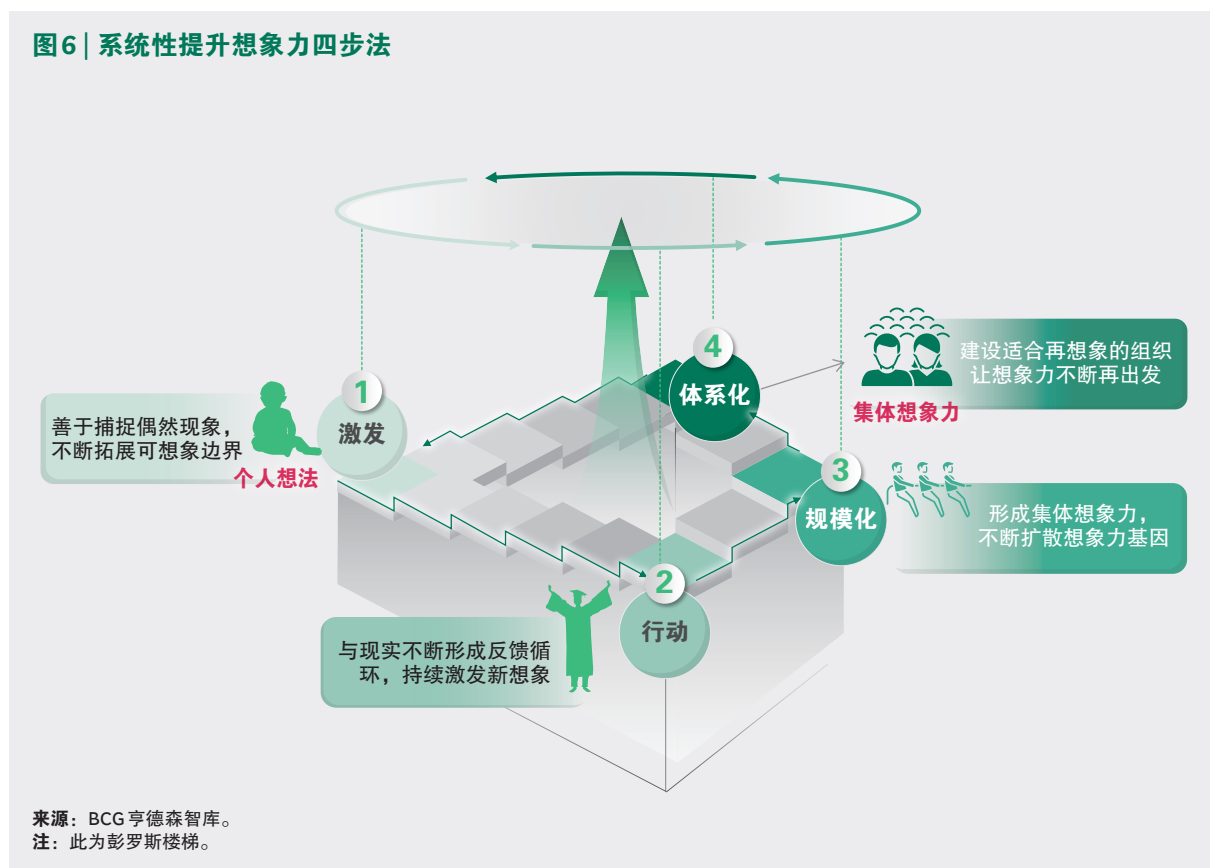 图6 | 系统性提升想象力四步法
1
激发
善于捕捉偶然现象，
不断拓展可想象边界
个人想法
2
行动
与现实不断形成反馈循
环，持续激发新想象
3
规模化
形成集体想象力，
不断扩散想象力基因
4
体系化
建设适合再想象的组织
让想象力不断再出发
集体想象力
来源：BCG亨德森智库。
注：此为彭罗斯楼梯。